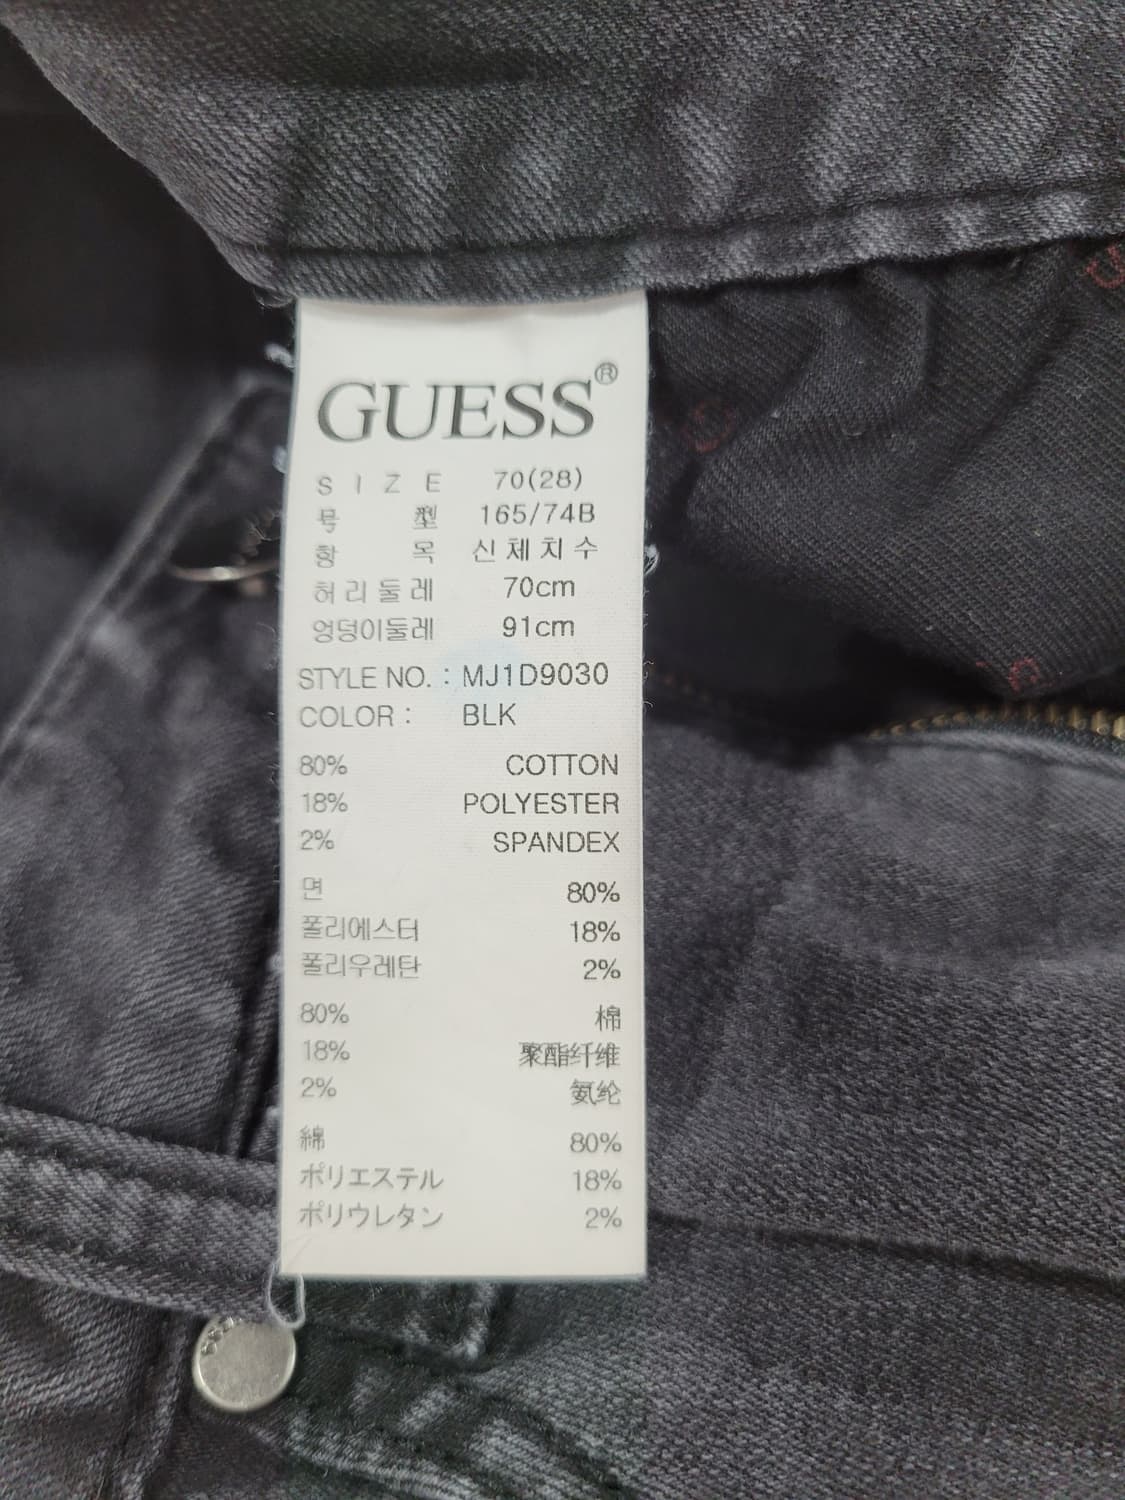 GUESS®
SIZE 70(28)
号型 165/74B
항목 신체치수
허리둘레 70cm
엉덩이둘레 91cm
STYLE NO. : MJ1D9030
COLOR : BLK
80% COTTON
18% POLYESTER
2% SPANDEX
면 80%
폴리에스터 18%
폴리우레탄 2%
80% 棉
18% 聚酯纤维
2% 氨纶
綿 80%
ポリエステル 18%
ポリウレタン 2%